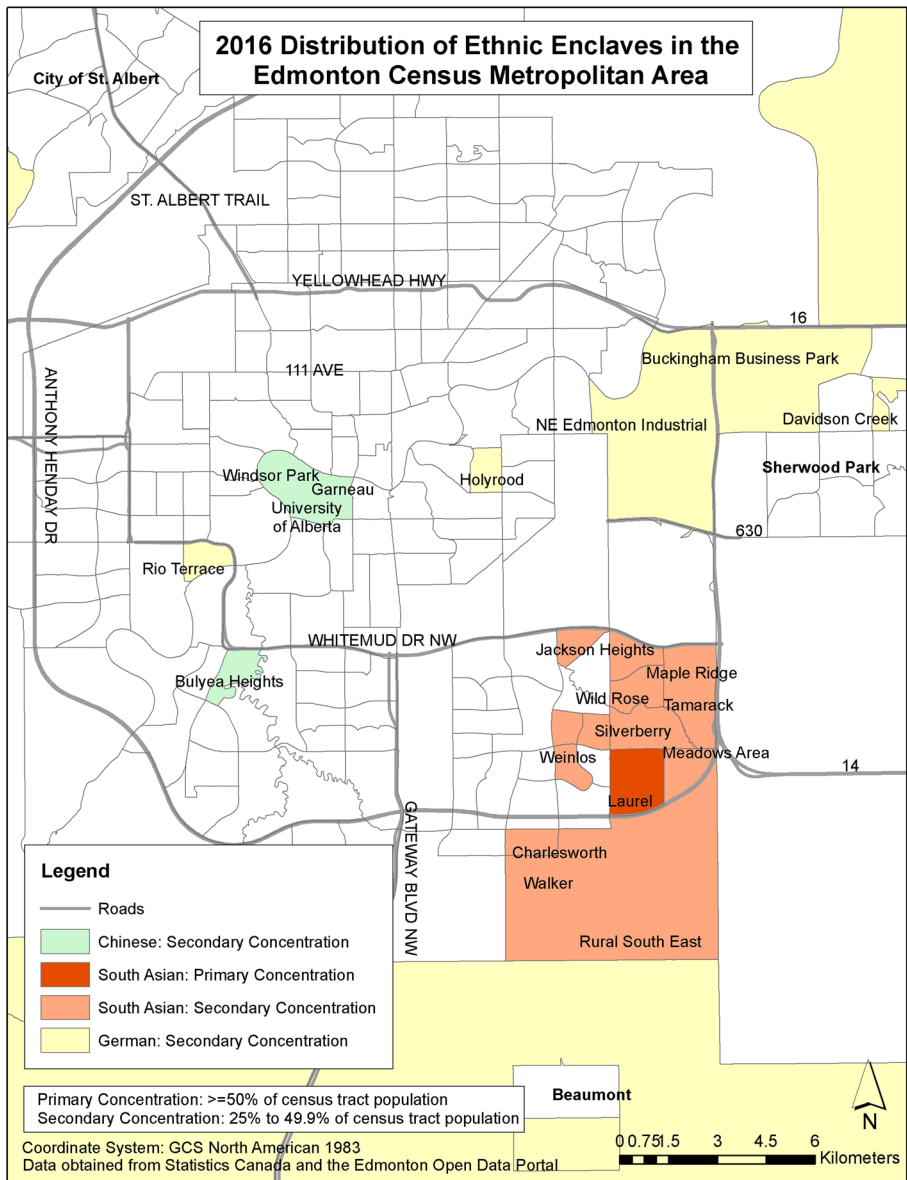 2016 Distribution of Ethnic Enclaves in the
Edmonton Census Metropolitan Area
City of St. Albert
ST. ALBERT TRAIL
YELLOWHEAD HWY
16
Buckingham Business Park
111 AVE
ANTHONY HENDAY DR
Davidson Creek
NE Edmonton Industrial
Sherwood Park
Windsor Park
Holyrood
Garneau
University
of Alberta
630
Rio Terrace
WHITEMUD DR NW
Jackson Heights
Maple Ridge
Bulyea Heights
Wild Rose
Tamarack
Silverberry
Meadows Area
Weinlos
14
Laurel
GATEWAY BLVD NW
Charlesworth
Walker
Rural South East
Legend
Roads
Chinese: Secondary Concentration
South Asian: Primary Concentration
South Asian: Secondary Concentration
German: Secondary Concentration
Primary Concentration: >=50% of census tract population
Secondary Concentration: 25% to 49.9% of census tract population
Beaumont
N
Coordinate System: GCS North American 1983
Data obtained from Statistics Canada and the Edmonton Open Data Portal
0 0.75 1.5 3 4.5 6
Kilometers